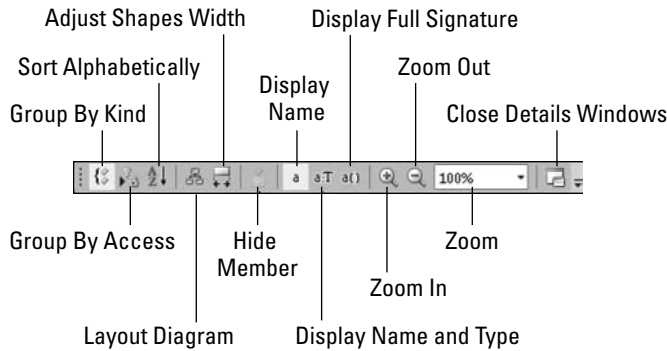 Adjust Shapes Width
Display Full Signature
Sort Alphabetically
Display
Name
Zoom Out
Group By Kind
Close Details Windows
A
Z
a
a:T
a()
100%
Group By Access
Hide
Member
Zoom
Zoom In
Layout Diagram
Display Name and Type